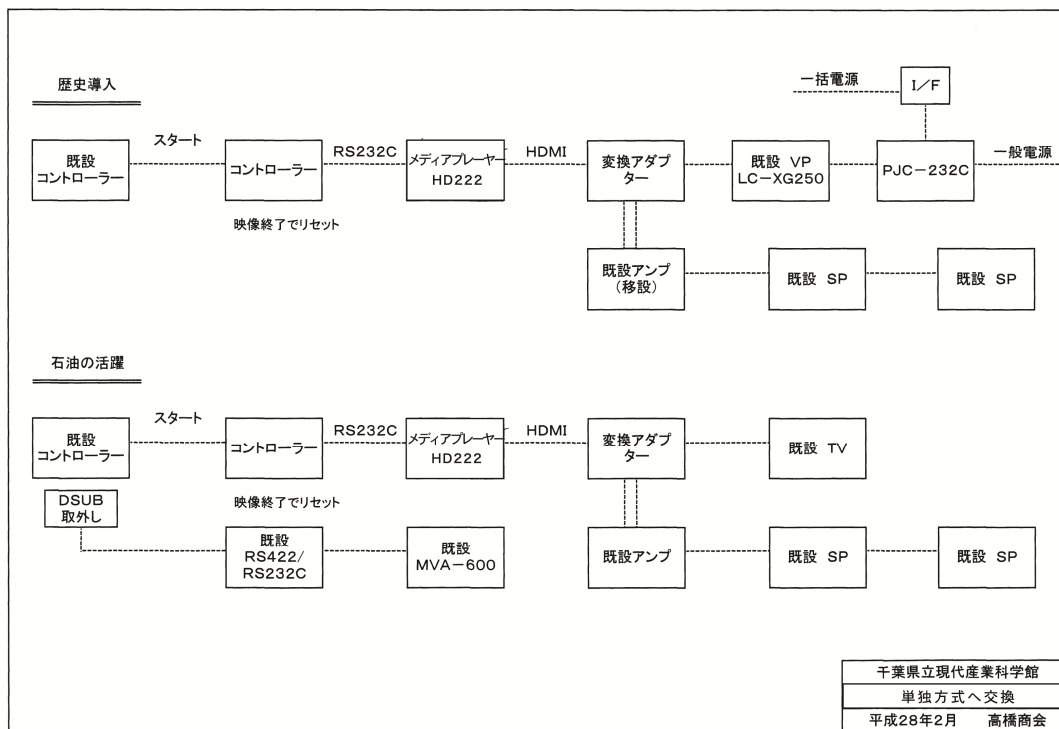 歴史導入
一括電源
I/F
スタート
RS232C
HDMI
一般電源
既設
コントローラー
コントローラー
メディアプレーヤー
HD222
変換アダプ
ター
既設 VP
LC-XG250
PJC-232C
映像終了でリセット
既設アンプ
(移設)
既設 SP
既設 SP
石油の活躍
スタート
RS232C
HDMI
既設
コントローラー
コントローラー
メディアプレーヤー
HD222
変換アダプ
ター
既設 TV
DSUB
取外し
映像終了でリセット
既設
RS422/
RS232C
既設
MVA-600
既設アンプ
既設 SP
既設 SP
千葉県立現代産業科学館
単独方式へ交換
平成28年2月 高橋商会